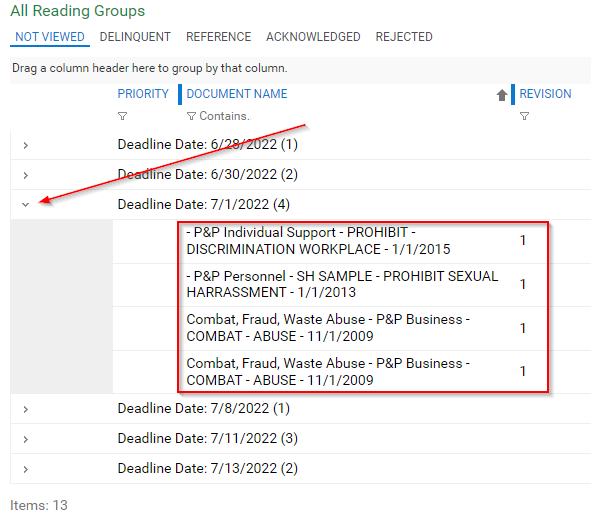 All Reading Groups
NOT VIEWED DELINQUENT REFERENCE ACKNOWLEDGED REJECTED
Drag a column header here to group by that column.
PRIORITY DOCUMENT NAME REVISION
Contains.
Deadline Date: 6/28/2022 (1)
Deadline Date: 6/30/2022 (2)
Deadline Date: 7/1/2022 (4)
- P&P Individual Support - PROHIBIT -
DISCRIMINATION WORKPLACE - 1/1/2015
1
- P&P Personnel - SH SAMPLE - PROHIBIT SEXUAL
HARRASSMENT - 1/1/2013
1
Combat, Fraud, Waste Abuse - P&P Business -
COMBAT - ABUSE - 11/1/2009
1
Combat, Fraud, Waste Abuse - P&P Business -
COMBAT - ABUSE - 11/1/2009
1
Deadline Date: 7/8/2022 (1)
Deadline Date: 7/11/2022 (3)
Deadline Date: 7/13/2022 (2)
Items: 13